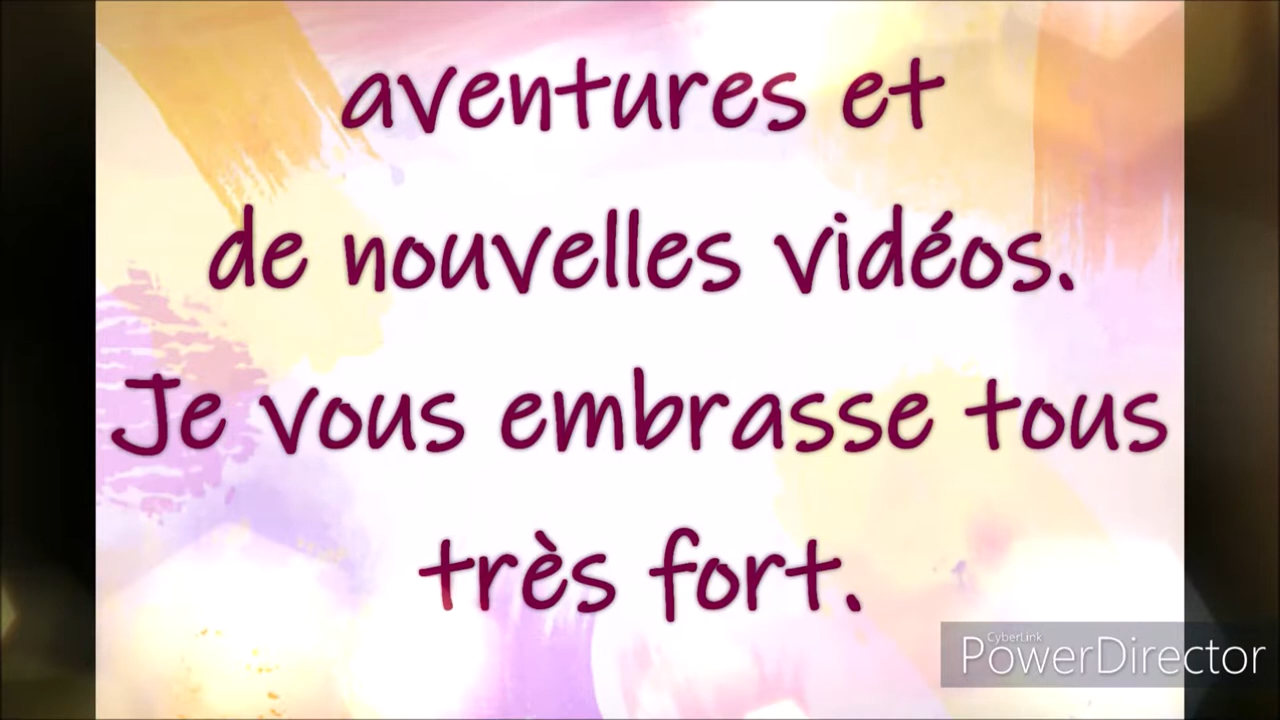 aventures et
de nouvelles vidéos.
Je vous embrasse tous
très fort.
CyberLink
PowerDirector